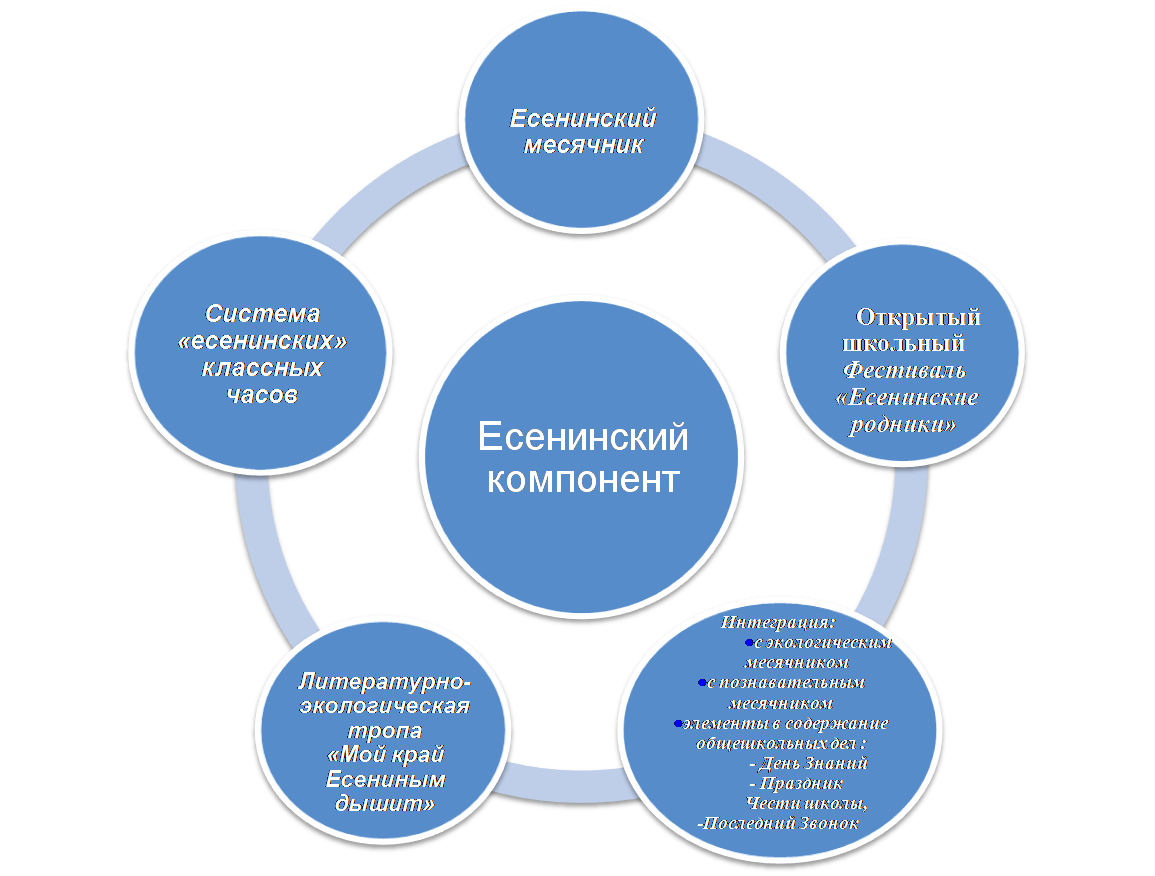 Есенинский
месячник
Открытый
школьный
Фестиваль
«Есенинские
родники»
Интеграция:
•с экологическим
месячником
•с познавательным
месячником
•элементы в содержание
общешкольных дел :
- День Знаний
- Праздник
Чести школы,
-Последний Звонок
Литературно-
экологическая
тропа
«Мой край
Есениным
дышит»
Система
«есенинских»
классных
часов
Есенинский
компонент